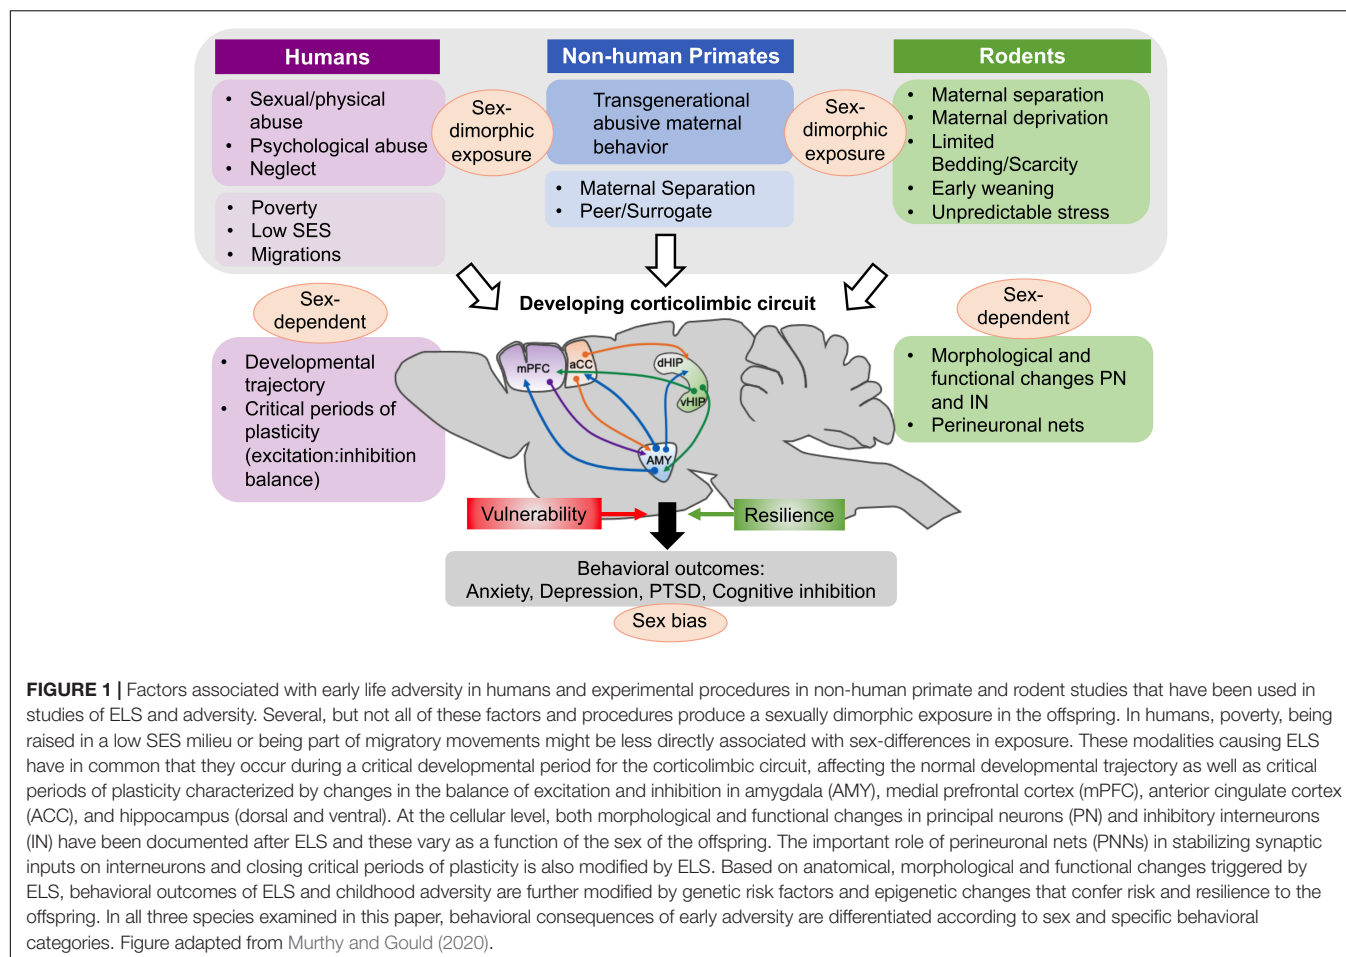 Humans
Non-human Primates
Rodents
• Sexual/physical
abuse
• Psychological abuse
• Neglect
• Poverty
• Low SES
• Migrations
Sex-
dimorphic
exposure
Transgenerational
abusive maternal
behavior
• Maternal Separation
• Peer/Surrogate
Sex-
dimorphic
exposure
• Maternal separation
• Maternal deprivation
• Limited
Bedding/Scarcity
• Early weaning
• Unpredictable stress
Sex-
dependent
• Developmental
trajectory
• Critical periods of
plasticity
(excitation:inhibition
balance)
Developing corticolimbic circuit
mPFC
aCC
dHIP
vHIP
AMY
Sex-
dependent
• Morphological and
functional changes PN
and IN
• Perineuronal nets
Vulnerability
Resilience
Behavioral outcomes:
Anxiety, Depression, PTSD, Cognitive inhibition
Sex bias
FIGURE 1 | Factors associated with early life adversity in humans and experimental procedures in non-human primate and rodent studies that have been used in
studies of ELS and adversity. Several, but not all of these factors and procedures produce a sexually dimorphic exposure in the offspring. In humans, poverty, being
raised in a low SES milieu or being part of migratory movements might be less directly associated with sex-differences in exposure. These modalities causing ELS
have in common that they occur during a critical developmental period for the corticolimbic circuit, affecting the normal developmental trajectory as well as critical
periods of plasticity characterized by changes in the balance of excitation and inhibition in amygdala (AMY), medial prefrontal cortex (mPFC), anterior cingulate cortex
(ACC), and hippocampus (dorsal and ventral). At the cellular level, both morphological and functional changes in principal neurons (PN) and inhibitory interneurons
(IN) have been documented after ELS and these vary as a function of the sex of the offspring. The important role of perineuronal nets (PNNs) in stabilizing synaptic
inputs on interneurons and closing critical periods of plasticity is also modified by ELS. Based on anatomical, morphological and functional changes triggered by
ELS, behavioral outcomes of ELS and childhood adversity are further modified by genetic risk factors and epigenetic changes that confer risk and resilience to the
offspring. In all three species examined in this paper, behavioral consequences of early adversity are differentiated according to sex and specific behavioral
categories. Figure adapted from Murthy and Gould (2020).